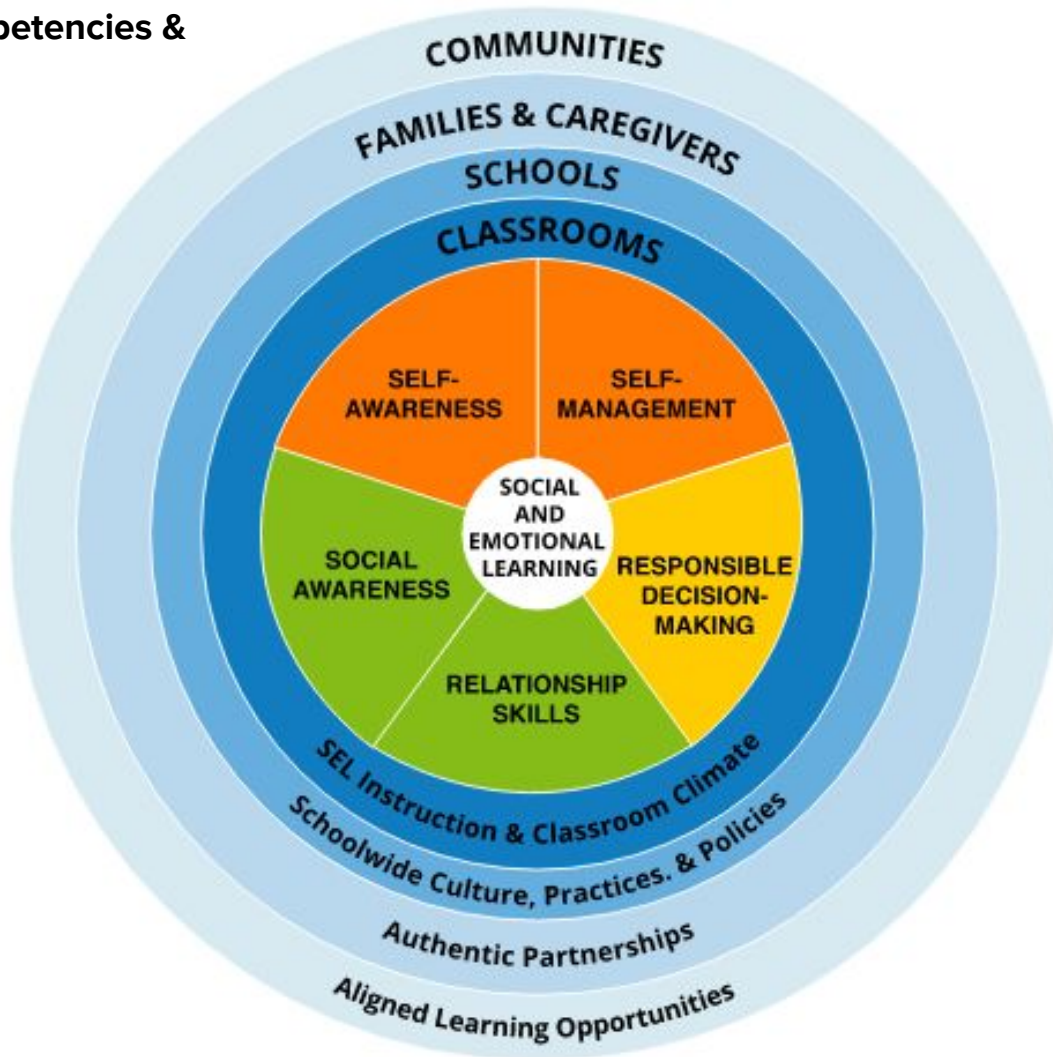 petencies &
COMMUNITIES
FAMILIES & CAREGIVERS
SCHOOLS
CLASSROOMS
SELF-
AWARENESS
SELF-
MANAGEMENT
SOCIAL
AND
EMOTIONAL
LEARNING
SOCIAL
AWARENESS
RESPONSIBLE
DECISION-
MAKING
RELATIONSHIP
SKILLS
SEL Instruction & Classroom Climate
Schoolwide Culture, Practices. & Policies
Authentic Partnerships
Aligned Learning Opportunities